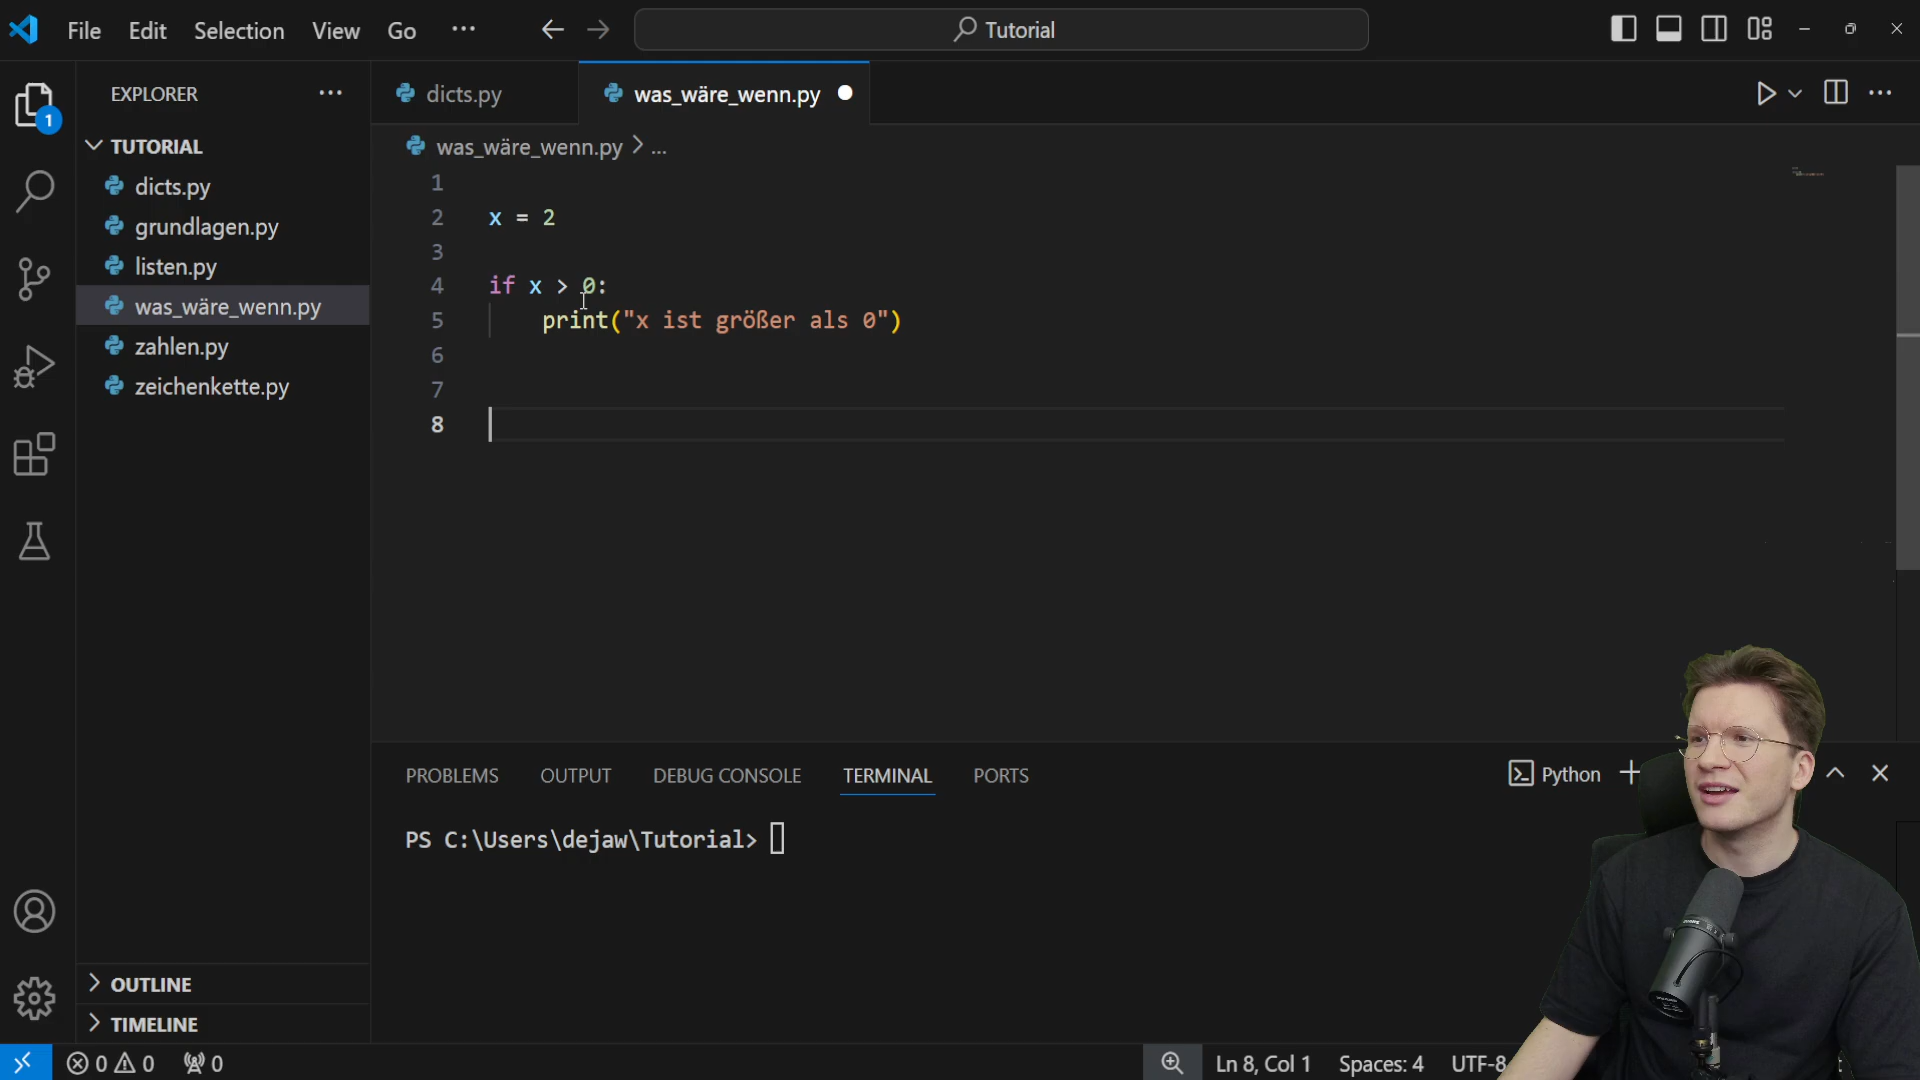 File Edit Selection View Go ··· Tutorial
EXPLORER ···
1
TUTORIAL
dicts.py
grundlagen.py
listen.py
was_wäre_wenn.py
zahlen.py
zeichenkette.py
OUTLINE
TIMELINE
dicts.py was_wäre_wenn.py
was_wäre_wenn.py > ...
1
2 x = 2
3
4 if x > 0:
5 print("x ist größer als 0")
6
7
8
PROBLEMS OUTPUT DEBUG CONSOLE TERMINAL PORTS Python
PS C:\Users\dejaw\Tutorial>
0 0 0 Ln 8, Col 1 Spaces: 4 UTF-8